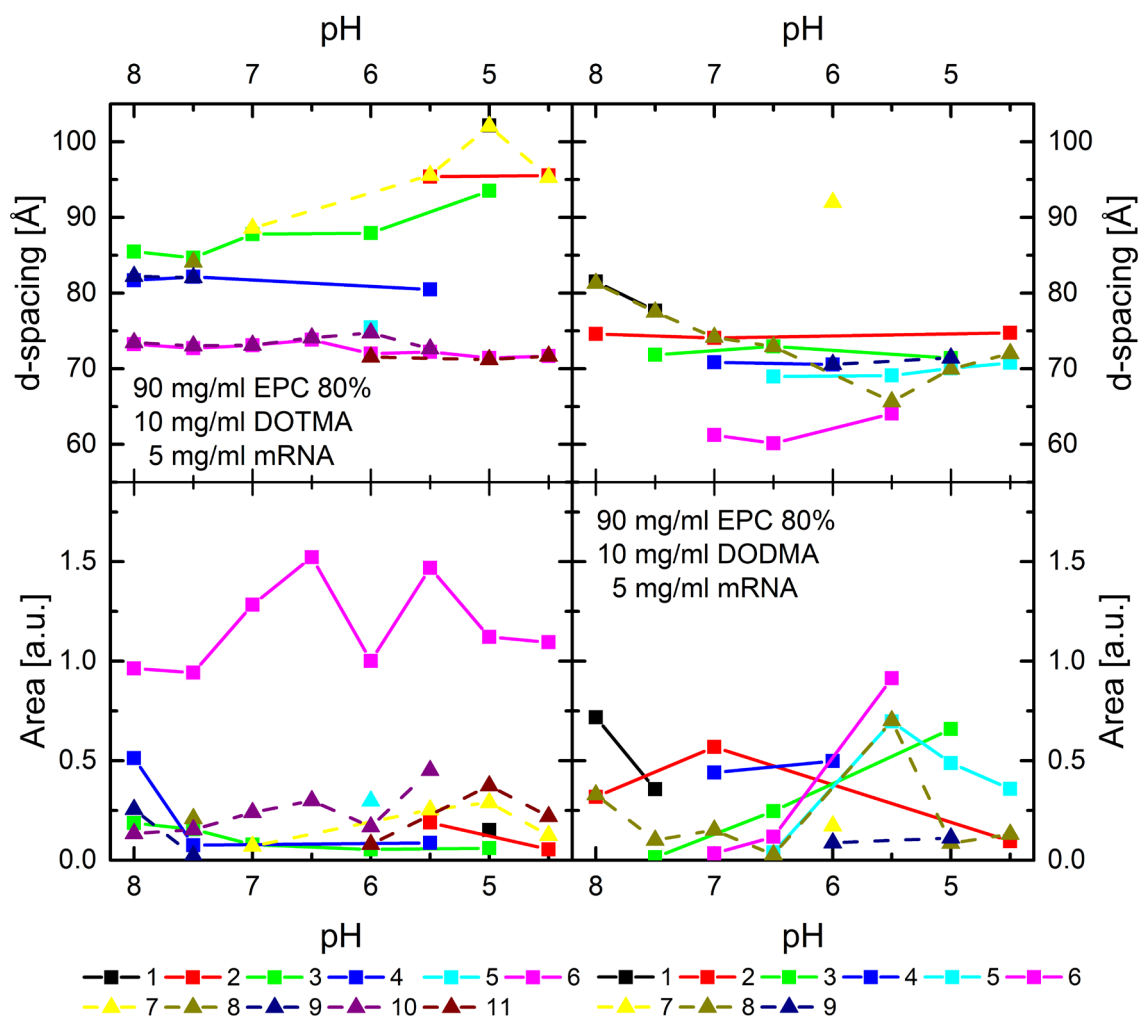 pH pH
8 7 6 5 8 7 6 5
100 100
90 90
80 80
70 70
60 60
d-spacing [Å] d-spacing [Å]
90 mg/ml EPC 80%
10 mg/ml DOTMA
5 mg/ml mRNA
90 mg/ml EPC 80%
10 mg/ml DODMA
5 mg/ml mRNA
1.5 1.5
1.0 1.0
0.5 0.5
0.0 0.0
Area [a.u.] Area [a.u.]
8 7 6 5 8 7 6 5
pH pH
1 2 3 4 5 6 1 2 3 4 5 6
7 8 9 10 11 7 8 9